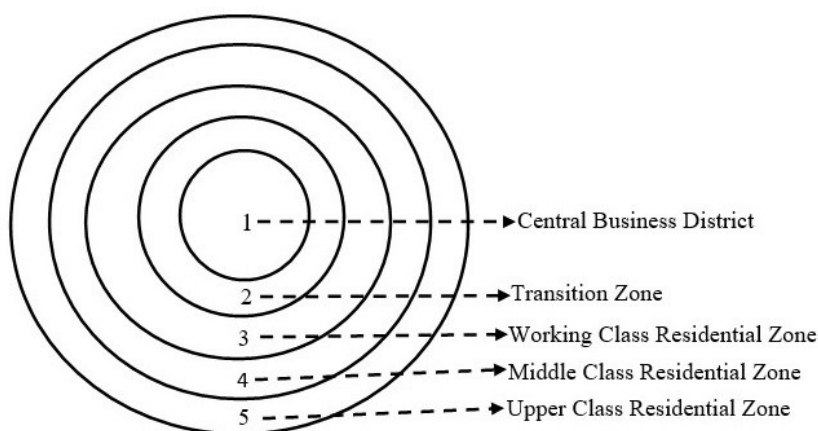 1 Central Business District
2 Transition Zone
3 Working Class Residential Zone
4 Middle Class Residential Zone
5 Upper Class Residential Zone